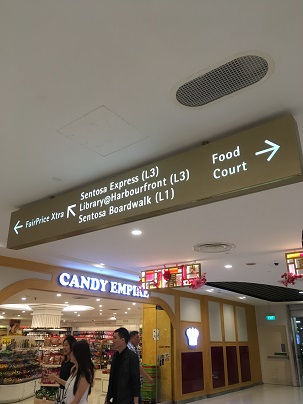 FairPrice Xtra
Sentosa Express (L3)
Library@Harbourfront (L3)
Sentosa Boardwalk (L1)
Food
Court
CANDY EMPIRE